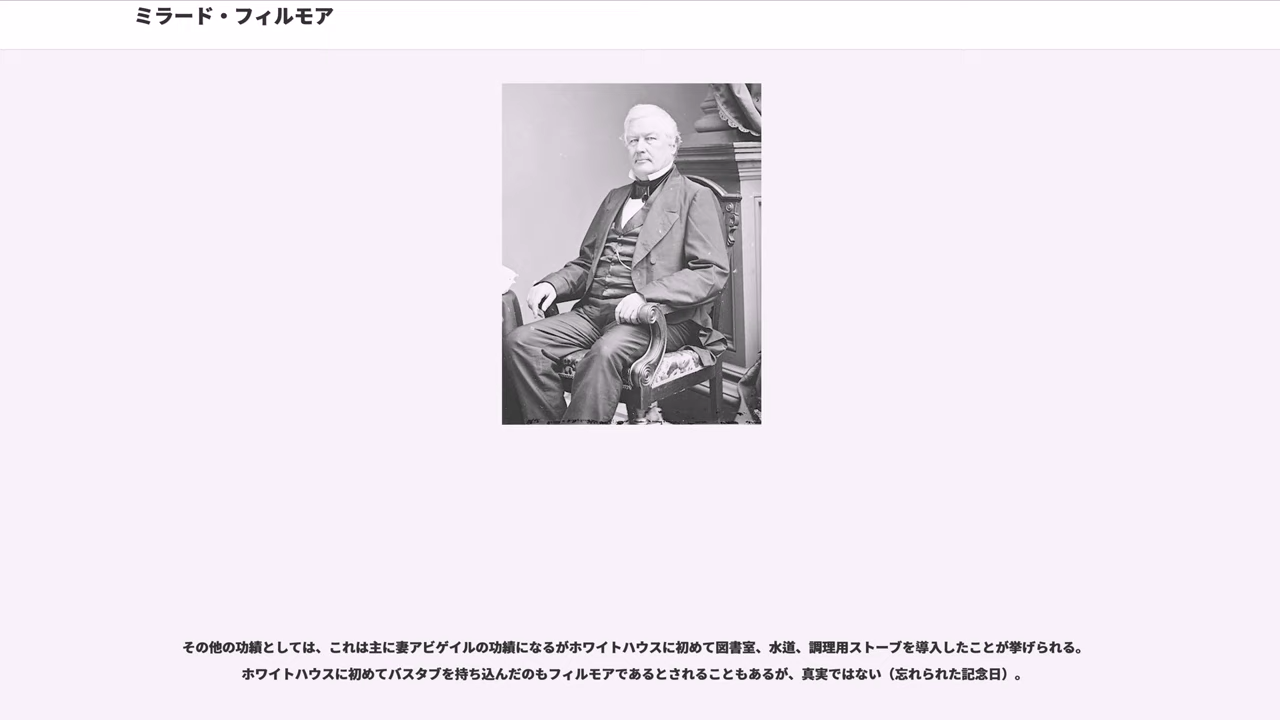 ミラード・フィルモア
その他の功績としては、これは主に妻アビゲイルの功績になるがホワイトハウスに初めて図書室、水道、調理用ストーブを導入したことが挙げられる。
ホワイトハウスに初めてバスタブを持ち込んだのもフィルモアであるとされることもあるが、真実ではない（忘れられた記念日）。